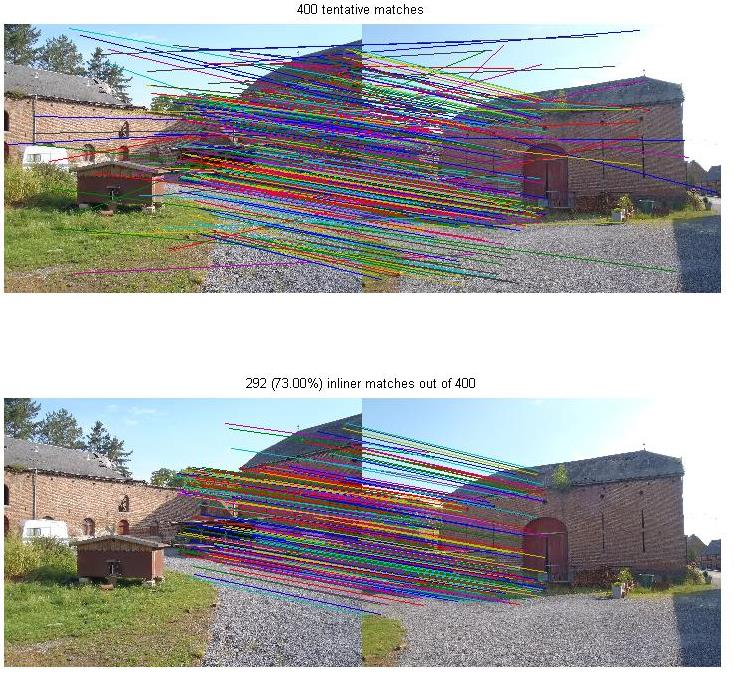 400 tentative matches
292 (73.00%) inliner matches out of 400